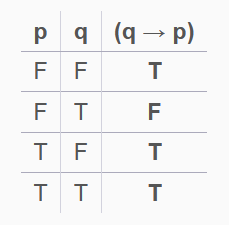 p q (q → p)
F F T
F T F
T F T
T T T